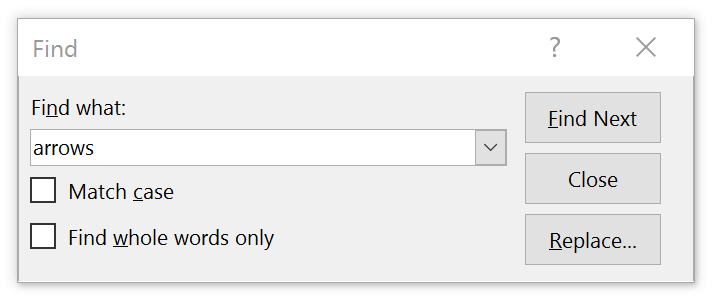 Find ?
Find what:
arrows
Match case
Find whole words only
Find Next
Close
Replace...